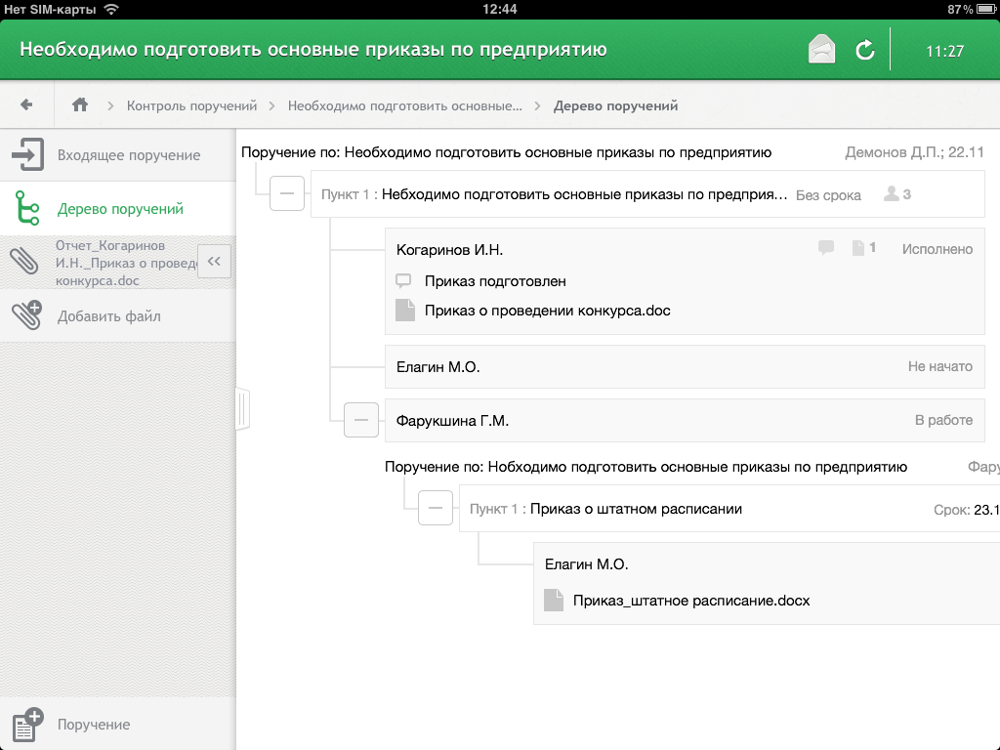 Нет SIM-карты 12:44 87%
Необходимо подготовить основные приказы по предприятию 11:27
Контроль поручений Необходимо подготовить основные... Дерево поручений
Входящее поручение
Дерево поручений
Отчет_Когаринов
И.Н._Приказ о провед
конкурса.doc
Добавить файл
Поручение
Поручение по: Необходимо подготовить основные приказы по предприятию Демонов Д.П.; 22.11
Пункт 1 : Небходимо подготовить основные приказы по предприя... Без срока 3
Когаринов И.Н. 1 Исполнено
Приказ подготовлен
Приказ о проведении конкурса.doc
Елагин М.О. Не начато
Фарукшина Г.М. В работе
Поручение по: Нобходимо подготовить основные приказы по предприятию Фару
Пункт 1 : Приказ о штатном расписании Срок: 23.1
Елагин М.О.
Приказ_штатное расписание.docx